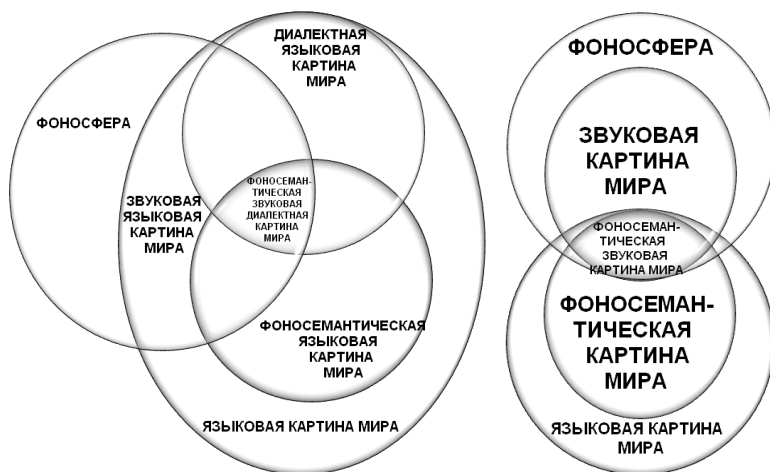 ДИАЛЕКТНАЯ
ЯЗЫКОВАЯ
КАРТИНА
МИРА
ФОНОСФЕРА
ЗВУКОВАЯ
ЯЗЫКОВАЯ
КАРТИНА
МИРА
ФОНОСЕМАН-
ТИЧЕСКАЯ
ЗВУКОВАЯ
ДИАЛЕКТНАЯ
КАРТИНА
МИРА
ФОНОСЕМАНТИЧЕСКАЯ
ЯЗЫКОВАЯ
КАРТИНА
МИРА
ЯЗЫКОВАЯ КАРТИНА МИРА
ФОНОСФЕРА
ЗВУКОВАЯ
КАРТИНА
МИРА
ФОНОСЕМАН-
ТИЧЕСКАЯ
ЗВУКОВАЯ
КАРТИНА МИРА
ФОНОСЕМАН-
ТИЧЕСКАЯ
КАРТИНА
МИРА
ЯЗЫКОВАЯ КАРТИНА
МИРА